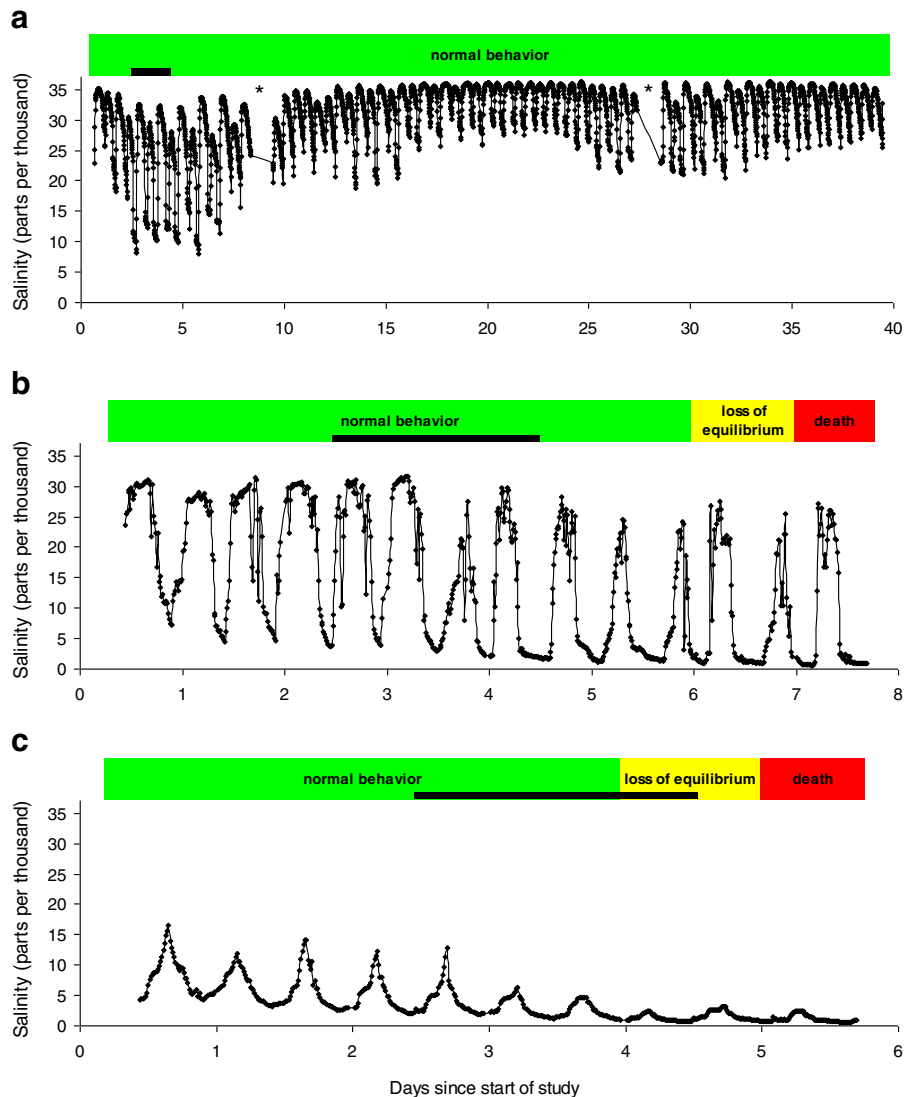 a
normal behavior
* *
Salinity (parts per thousand)
35
30
25
20
15
10
5
0
0 5 10 15 20 25 30 35 40
b
normal behavior loss of equilibrium death
Salinity (parts per thousand)
35
30
25
20
15
10
5
0
0 1 2 3 4 5 6 7 8
c
normal behavior loss of equilibrium death
Salinity (parts per thousand)
35
30
25
20
15
10
5
0
0 1 2 3 4 5 6
Days since start of study